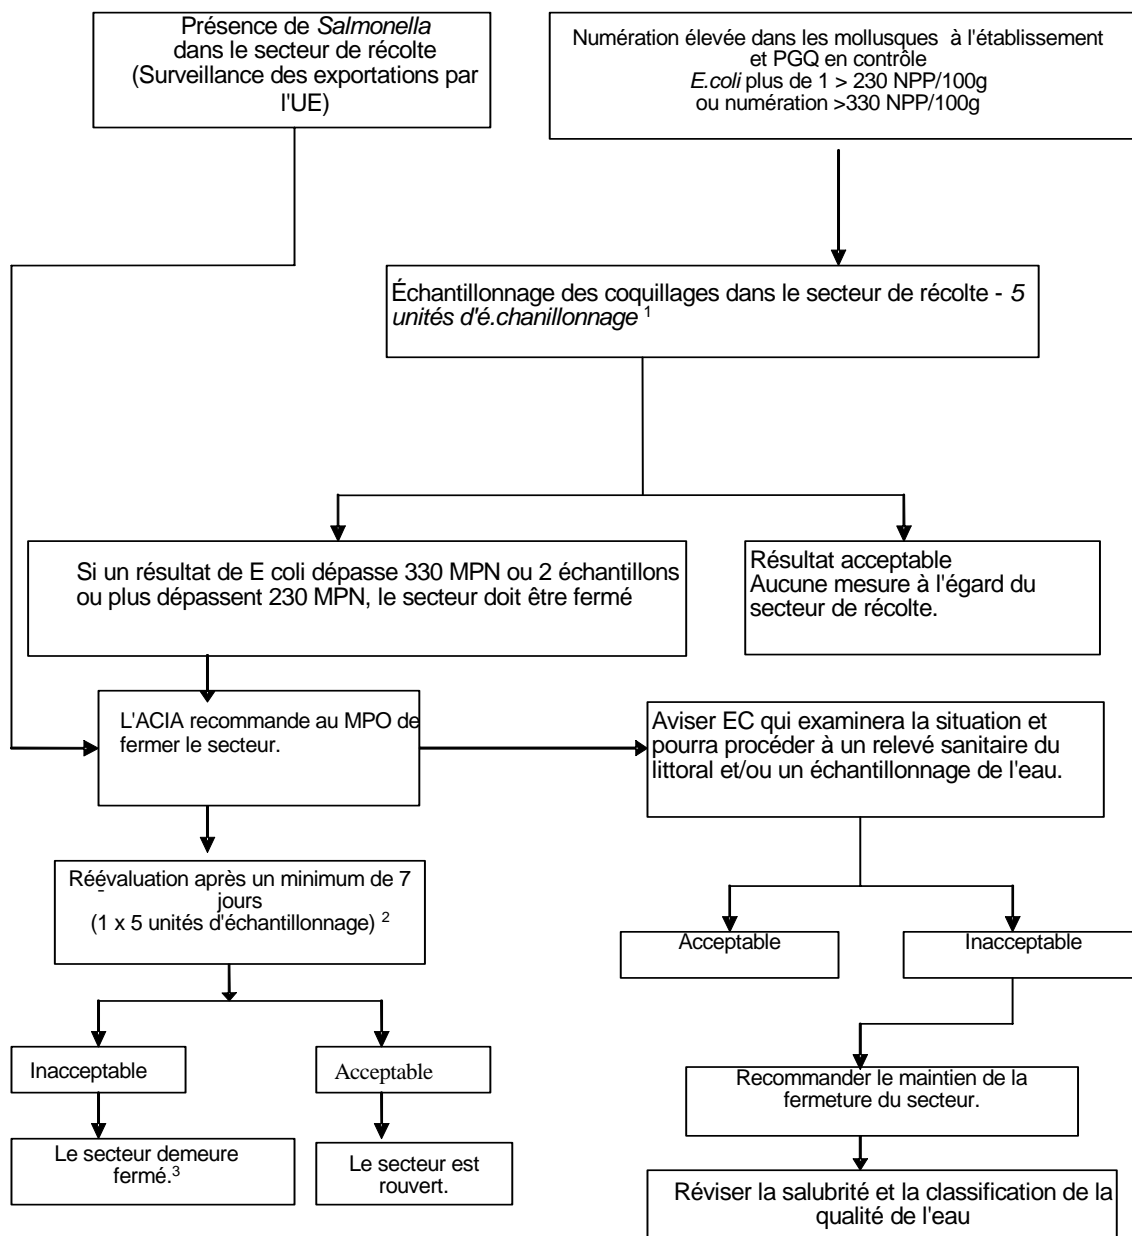 Présence de Salmonella
dans le secteur de récolte
(Surveillance des exportations par
l'UE)
Numération élevée dans les mollusques à l'établissement
et PGQ en contrôle
E.coli plus de 1 > 230 NPP/100g
ou numération >330 NPP/100g
Échantillonnage des coquillages dans le secteur de récolte - 5
unités d'é.chanillonnage 1
Si un résultat de E coli dépasse 330 MPN ou 2 échantillons
ou plus dépassent 230 MPN, le secteur doit être fermé
Résultat acceptable
Aucune mesure à l'égard du
secteur de récolte.
L'ACIA recommande au MPO de
fermer le secteur.
Aviser EC qui examinera la situation et
pourra procéder à un relevé sanitaire du
littoral et/ou un échantillonnage de l'eau.
Réévaluation après un minimum de 7
jours
(1 x 5 unités d'échantillonnage) 2
Acceptable
Inacceptable
Inacceptable
Acceptable
Recommander le maintien de la
fermeture du secteur.
Le secteur demeure
fermé.3
Le secteur est
rouvert.
Réviser la salubrité et la classification de la
qualité de l'eau